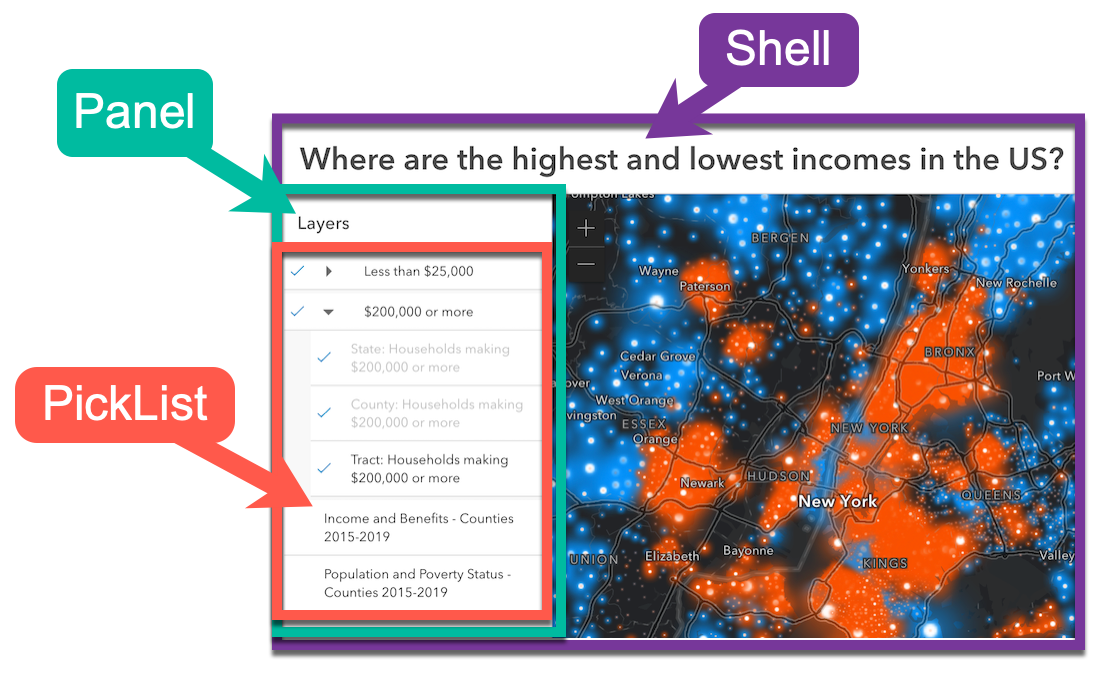 Shell
Panel
Where are the highest and lowest incomes in the US?
Layers
Less than $25,000
$200,000 or more
State: Households making
$200,000 or more
County: Households making
$200,000 or more
Tract: Households making
$200,000 or more
Income and Benefits - Counties
2015-2019
Population and Poverty Status -
Counties 2015-2019
PickList
+
−
BERGEN
Wayne
Paterson
Yonkers
New Rochelle
Cedar Grove
Verona
BRONX
Port W
West Orange
ESSEX
Orange
NEW YORK
Newark
HUDSON
New York
QUEENS
UNION
Elizabeth
Bayonne
KINGS
Valley